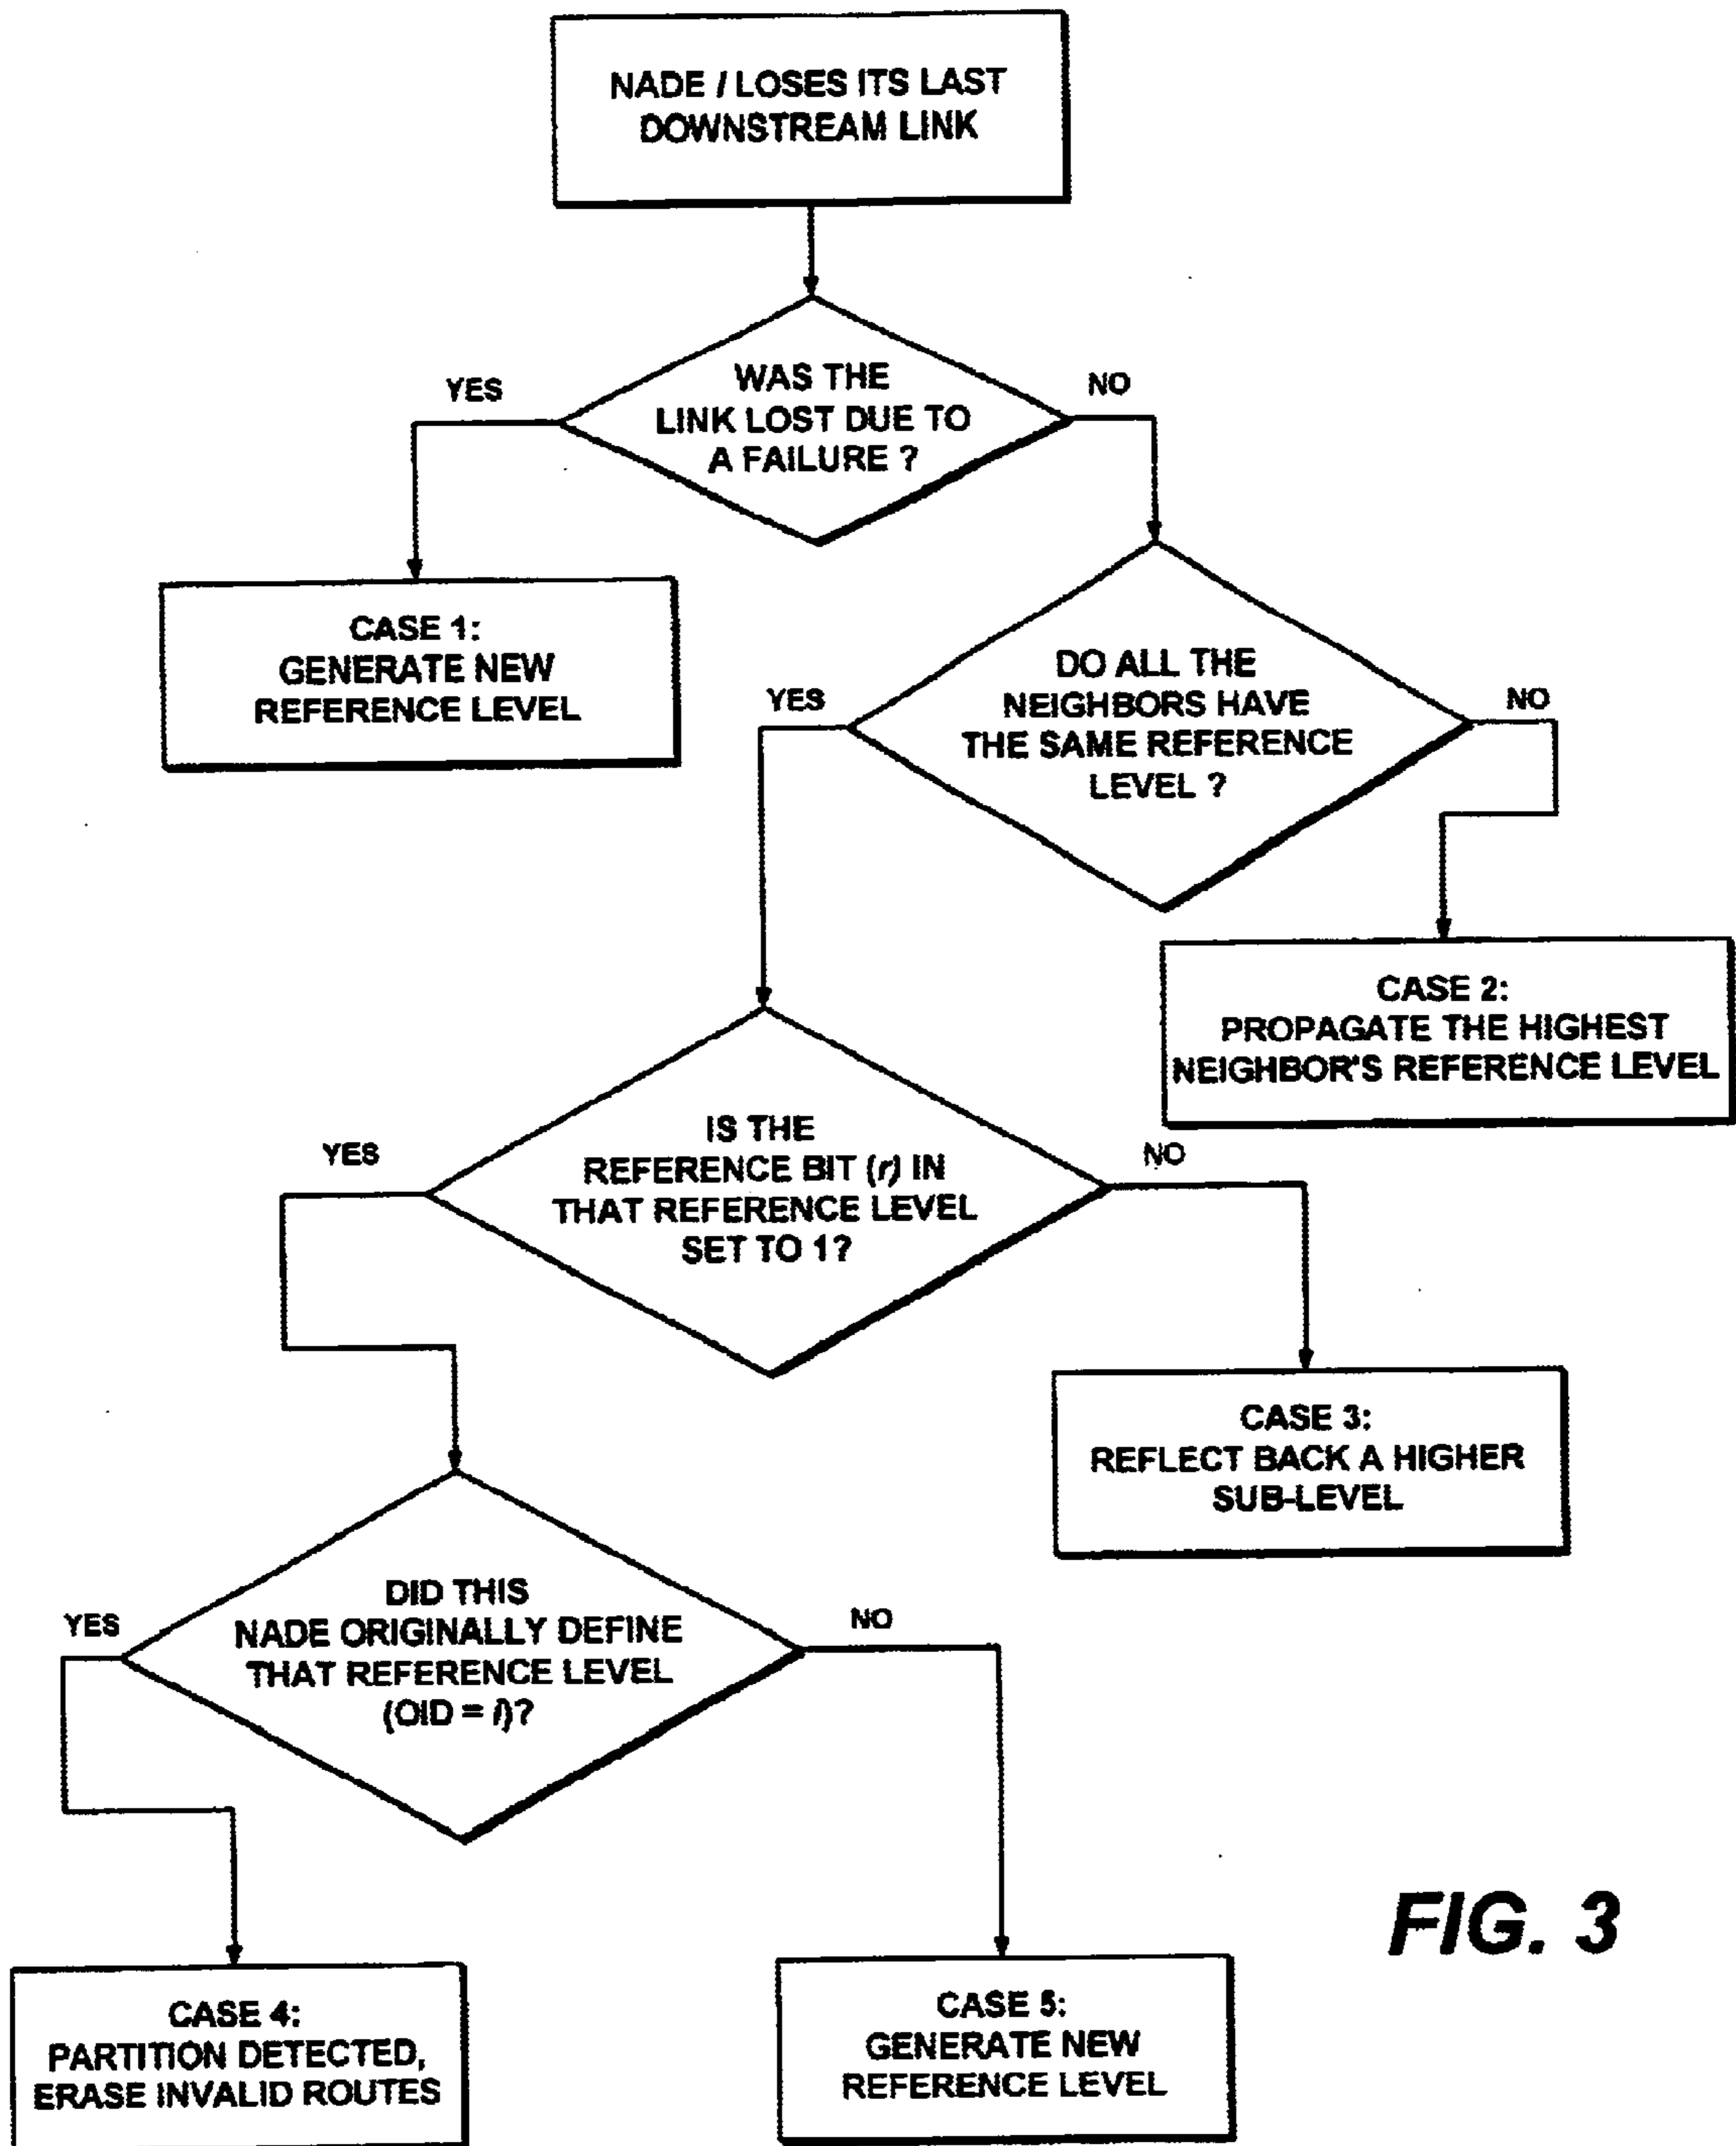 NADE i LOSES ITS LAST
DOWNSTREAM LINK
WAS THE
LINK LOST DUE TO
A FAILURE ?
YES
NO
CASE 1:
GENERATE NEW
REFERENCE LEVEL
DO ALL THE
NEIGHBORS HAVE
THE SAME REFERENCE
LEVEL ?
YES
NO
CASE 2:
PROPAGATE THE HIGHEST
NEIGHBOR'S REFERENCE LEVEL
IS THE
REFERENCE BIT (r) IN
THAT REFERENCE LEVEL
SET TO 1?
YES
NO
CASE 3:
REFLECT BACK A HIGHER
SUB-LEVEL
DID THIS
NADE ORIGINALLY DEFINE
THAT REFERENCE LEVEL
(OID = i)?
YES
NO
CASE 4:
PARTITION DETECTED,
ERASE INVALID ROUTES
CASE 5:
GENERATE NEW
REFERENCE LEVEL
FIG. 3